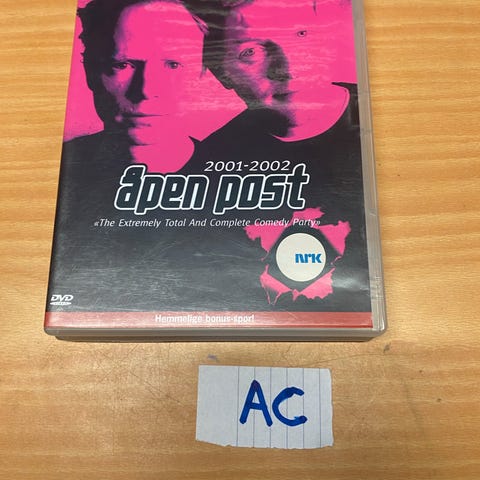 2001-2002
åpen post
«The Extremely Total And Complete Comedy Party»
NRK
DVD
Hemmelige bonus-spor!
AC